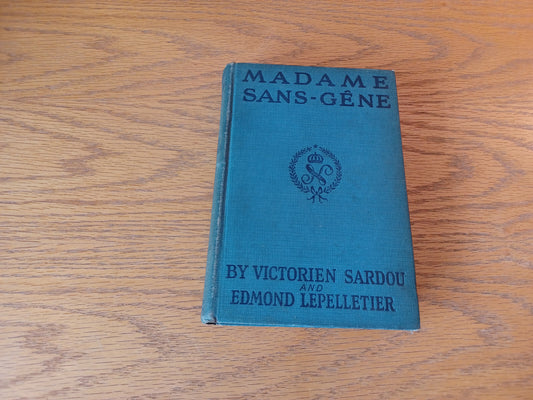 MADAME
SANS-GÊNE
N
BY VICTORIEN SARDOU
AND
EDMOND LEPELLETIER